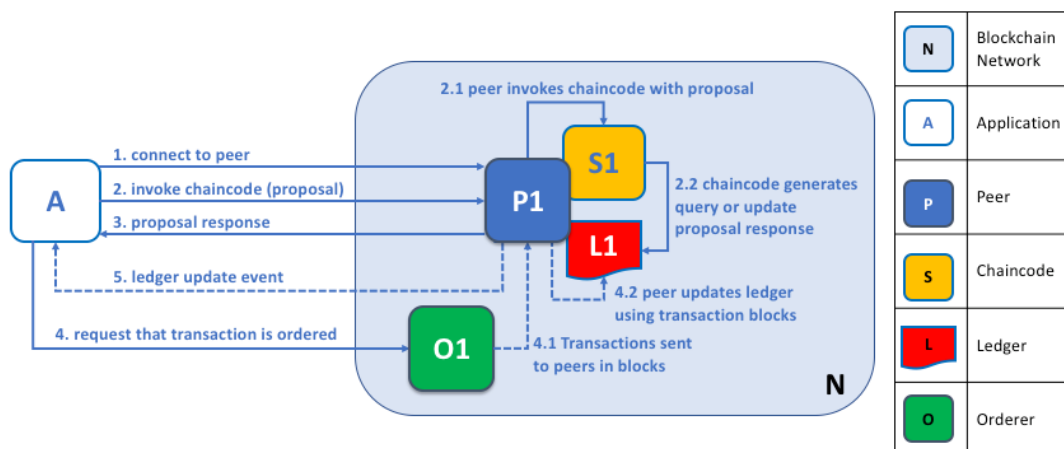 2.1 peer invokes chaincode with proposal
1. connect to peer
2. invoke chaincode (proposal)
3. proposal response
A
P1
S1
2.2 chaincode generates
query or update
proposal response
L1
5. ledger update event
4.2 peer updates ledger
using transaction blocks
4. request that transaction is ordered
O1
4.1 Transactions sent
to peers in blocks
N
N
Blockchain
Network
A
Application
P
Peer
S
Chaincode
L
Ledger
O
Orderer